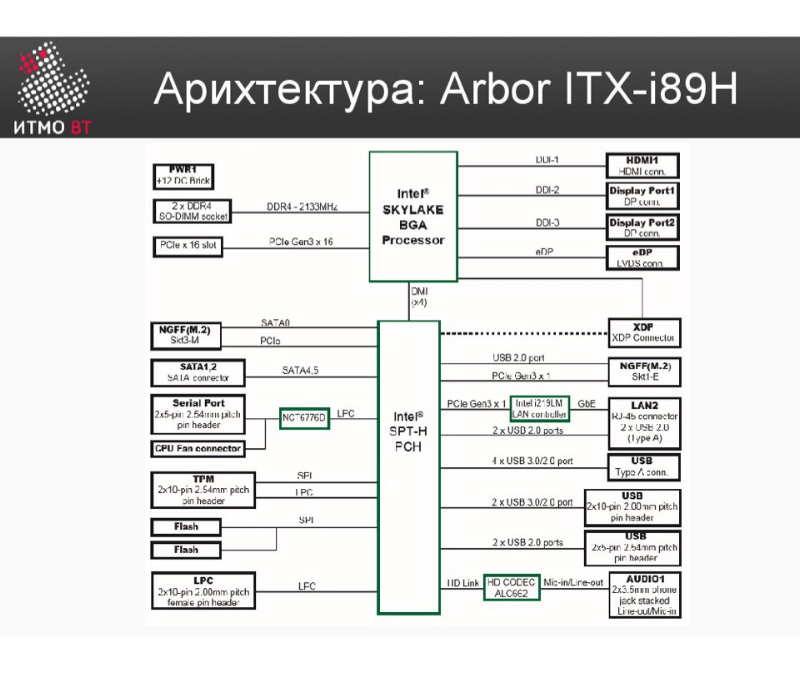 Арихтектура: Arbor ITX-i89H
ИТМО ВТ
PWR1
+12 DC Brick
2 x DDR4
SO-DIMM socket
DDR4 - 2133MHz
PCIe x 16 slot
PCIe Gen3 x 16
Intel®
SKYLAKE
BGA
Processor
DDI-1
HDMI1
HDMI conn.
DDI-2
Display Port1
DP conn.
DDI-3
Display Port2
DP conn.
eDP
eDP
LVDS conn.
DMI
(x4)
NGFF(M.2)
Skt3-M
SATA0
PCIe
SATA1,2
SATA connector
SATA4,5
Serial Port
2x5-pin 2.54mm pitch
pin header
NCT6776D
LPC
CPU Fan connector
TPM
2x10-pin 2.54mm pitch
pin header
SPI
LPC
Flash
SPI
Flash
LPC
2x10-pin 2.00mm pitch
female pin header
LPC
Intel®
SPT-H
PCH
XDP
XDP Connector
USB 2.0 port
PCIe Gen3 x 1
NGFF(M.2)
Skt1-E
PCIe Gen3 x 1
Intel i219LM
LAN controller
GbE
2 x USB 2.0 ports
LAN2
RJ-45 connector
2 x USB 2.0
(Type A)
4 x USB 3.0/2.0 port
USB
Type A conn.
2 x USB 3.0/2.0 port
USB
2x10-pin 2.00mm pitch
pin header
2 x USB 2.0 ports
USB
2x5-pin 2.54mm pitch
pin header
HD Link
HD CODEC
ALC662
Mic-in/Line-out
AUDIO1
2x3.5mm phone
jack stacked
Line-out/Mic-in